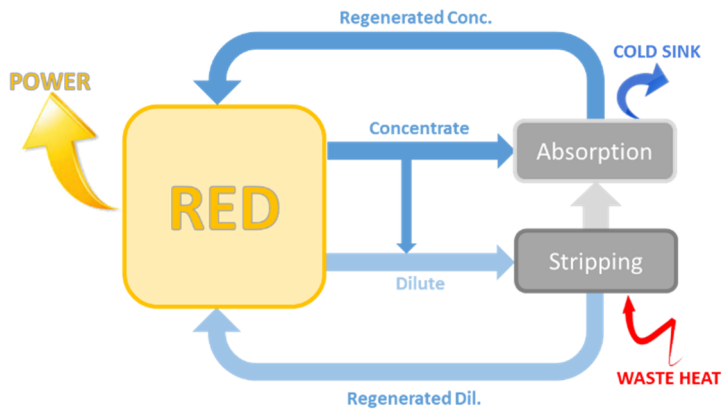 Regenerated Conc.
COLD SINK
POWER
Concentrate
Absorption
RED
Stripping
Dilute
WASTE HEAT
Regenerated Dil.